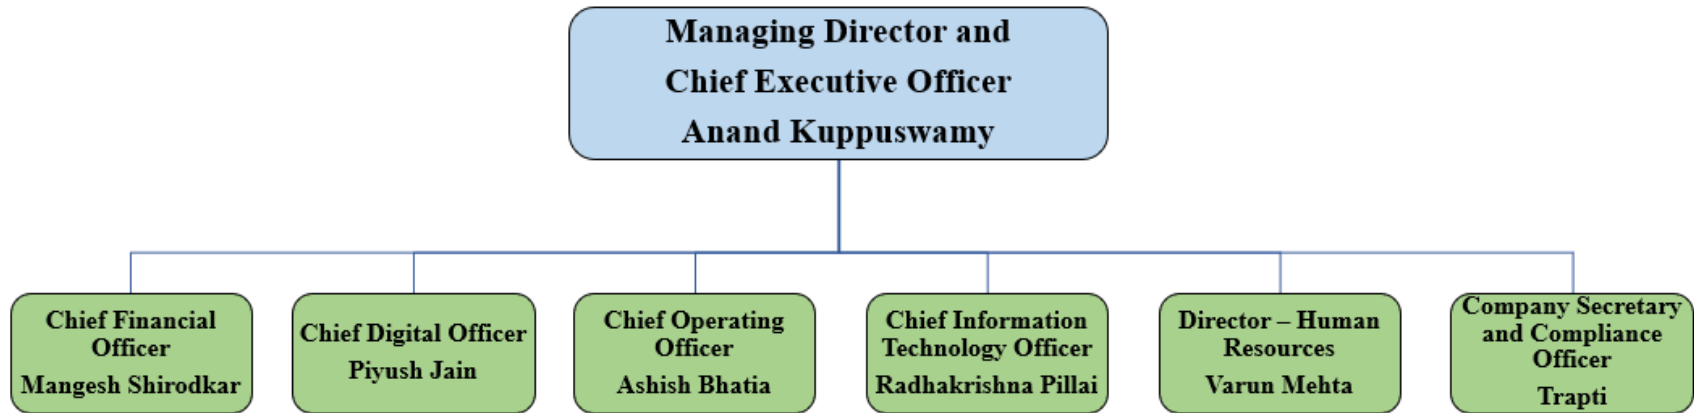 Managing Director and
Chief Executive Officer
Anand Kuppuswamy
Chief Financial
Officer
Mangesh Shirodkar
Chief Digital Officer
Piyush Jain
Chief Operating
Officer
Ashish Bhatia
Chief Information
Technology Officer
Radhakrishna Pillai
Director – Human
Resources
Varun Mehta
Company Secretary
and Compliance
Officer
Trapti